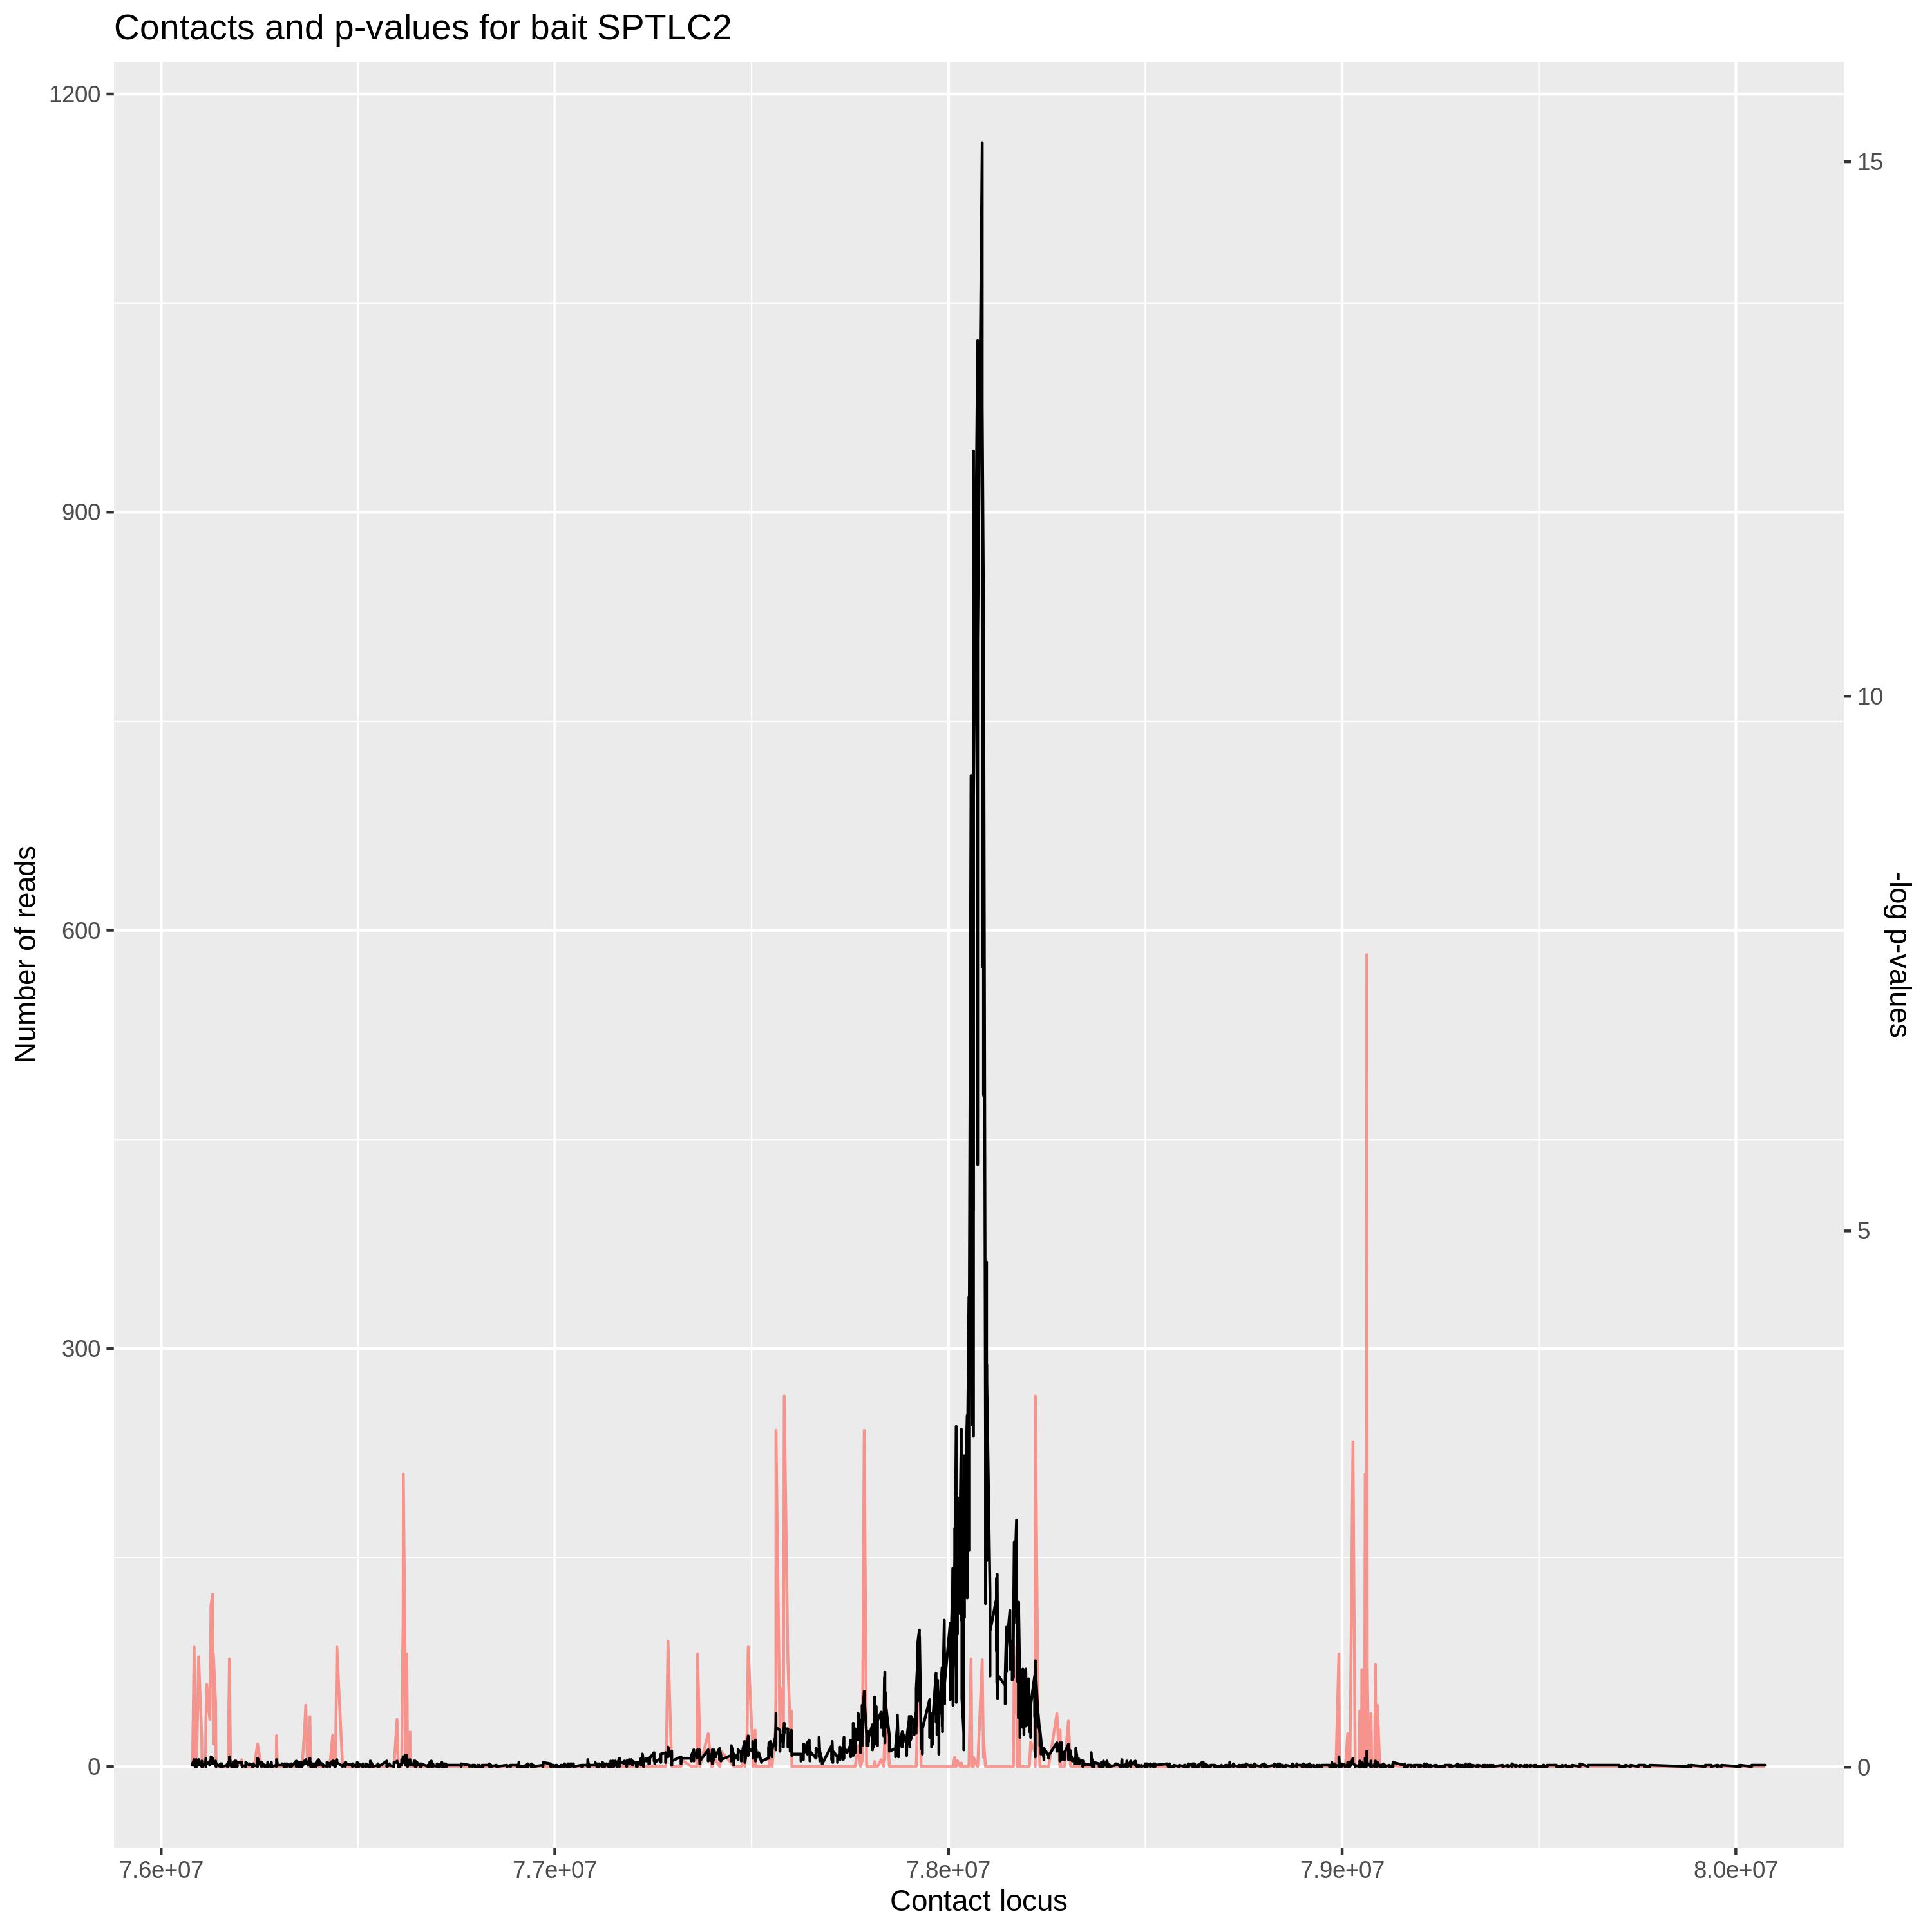 Contacts and p-values for bait SPTLC2
1200
900
600
300
0
Number of reads
15
10
5
0
-log p-values
7.6e+07
7.7e+07
7.8e+07
7.9e+07
8.0e+07
Contact locus